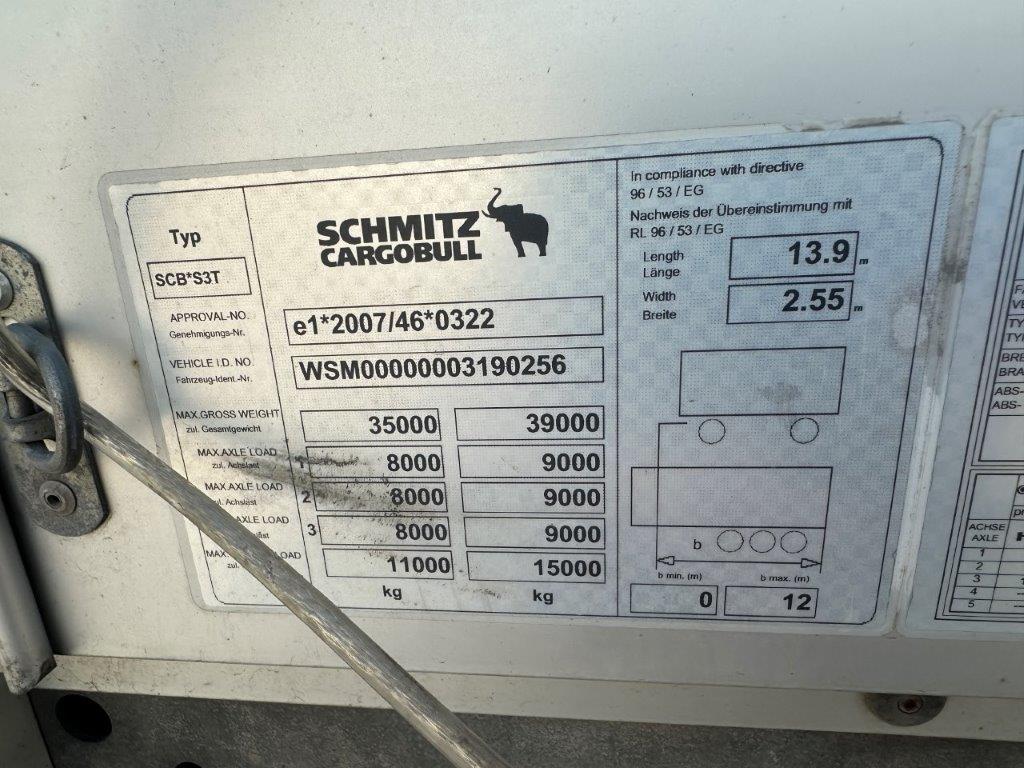 Typ
SCB*S3T
SCHMITZ
CARGOBULL
APPROVAL-NO.
Genehmigungs-Nr.
e1*2007/46*0322
VEHICLE I.D. NO.
Fahrzeug-Ident.-Nr.
WSM00000003190256
MAX.GROSS WEIGHT
zul. Gesamtgewicht
35000 39000
MAX.AXLE LOAD
zul. Achslast
1 8000 9000
MAX.AXLE LOAD
zul. Achslast
2 8000 9000
AXLE LOAD
3 8000 9000
LOAD
zul.
11000 15000
kg kg
In compliance with directive
96 / 53 / EG
Nachweis der Übereinstimmung mit
RL 96 / 53 / EG
Length
Länge
13.9 m
Width
Breite
2.55 m
b
b min. (m) b max. (m)
0 12
ABS-
ABS-
ACHSE
AXLE
1
2
3
4
5